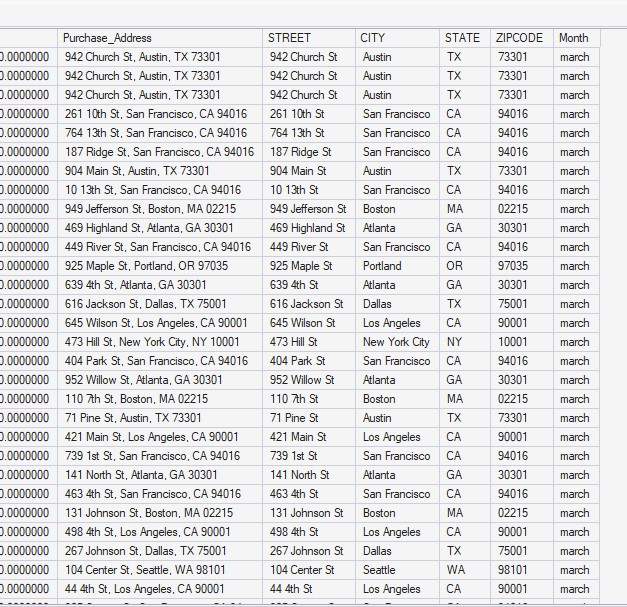 Purchase_Address STREET CITY STATE ZIPCODE Month
0.0000000 942 Church St, Austin, TX 73301 942 Church St Austin TX 73301 march
0.0000000 942 Church St, Austin, TX 73301 942 Church St Austin TX 73301 march
0.0000000 942 Church St, Austin, TX 73301 942 Church St Austin TX 73301 march
0.0000000 261 10th St, San Francisco, CA 94016 261 10th St San Francisco CA 94016 march
0.0000000 764 13th St, San Francisco, CA 94016 764 13th St San Francisco CA 94016 march
0.0000000 187 Ridge St, San Francisco, CA 94016 187 Ridge St San Francisco CA 94016 march
0.0000000 904 Main St, Austin, TX 73301 904 Main St Austin TX 73301 march
0.0000000 10 13th St, San Francisco, CA 94016 10 13th St San Francisco CA 94016 march
0.0000000 949 Jefferson St, Boston, MA 02215 949 Jefferson St Boston MA 02215 march
0.0000000 469 Highland St, Atlanta, GA 30301 469 Highland St Atlanta GA 30301 march
0.0000000 449 River St, San Francisco, CA 94016 449 River St San Francisco CA 94016 march
0.0000000 925 Maple St, Portland, OR 97035 925 Maple St Portland OR 97035 march
0.0000000 639 4th St, Atlanta, GA 30301 639 4th St Atlanta GA 30301 march
0.0000000 616 Jackson St, Dallas, TX 75001 616 Jackson St Dallas TX 75001 march
0.0000000 645 Wilson St, Los Angeles, CA 90001 645 Wilson St Los Angeles CA 90001 march
0.0000000 473 Hill St, New York City, NY 10001 473 Hill St New York City NY 10001 march
0.0000000 404 Park St, San Francisco, CA 94016 404 Park St San Francisco CA 94016 march
0.0000000 952 Willow St, Atlanta, GA 30301 952 Willow St Atlanta GA 30301 march
0.0000000 110 7th St, Boston, MA 02215 110 7th St Boston MA 02215 march
0.0000000 71 Pine St, Austin, TX 73301 71 Pine St Austin TX 73301 march
0.0000000 421 Main St, Los Angeles, CA 90001 421 Main St Los Angeles CA 90001 march
0.0000000 739 1st St, San Francisco, CA 94016 739 1st St San Francisco CA 94016 march
0.0000000 141 North St, Atlanta, GA 30301 141 North St Atlanta GA 30301 march
0.0000000 463 4th St, San Francisco, CA 94016 463 4th St San Francisco CA 94016 march
0.0000000 131 Johnson St, Boston, MA 02215 131 Johnson St Boston MA 02215 march
0.0000000 498 4th St, Los Angeles, CA 90001 498 4th St Los Angeles CA 90001 march
0.0000000 267 Johnson St, Dallas, TX 75001 267 Johnson St Dallas TX 75001 march
0.0000000 104 Center St, Seattle, WA 98101 104 Center St Seattle WA 98101 march
0.0000000 44 4th St, Los Angeles, CA 90001 44 4th St Los Angeles CA 90001 march